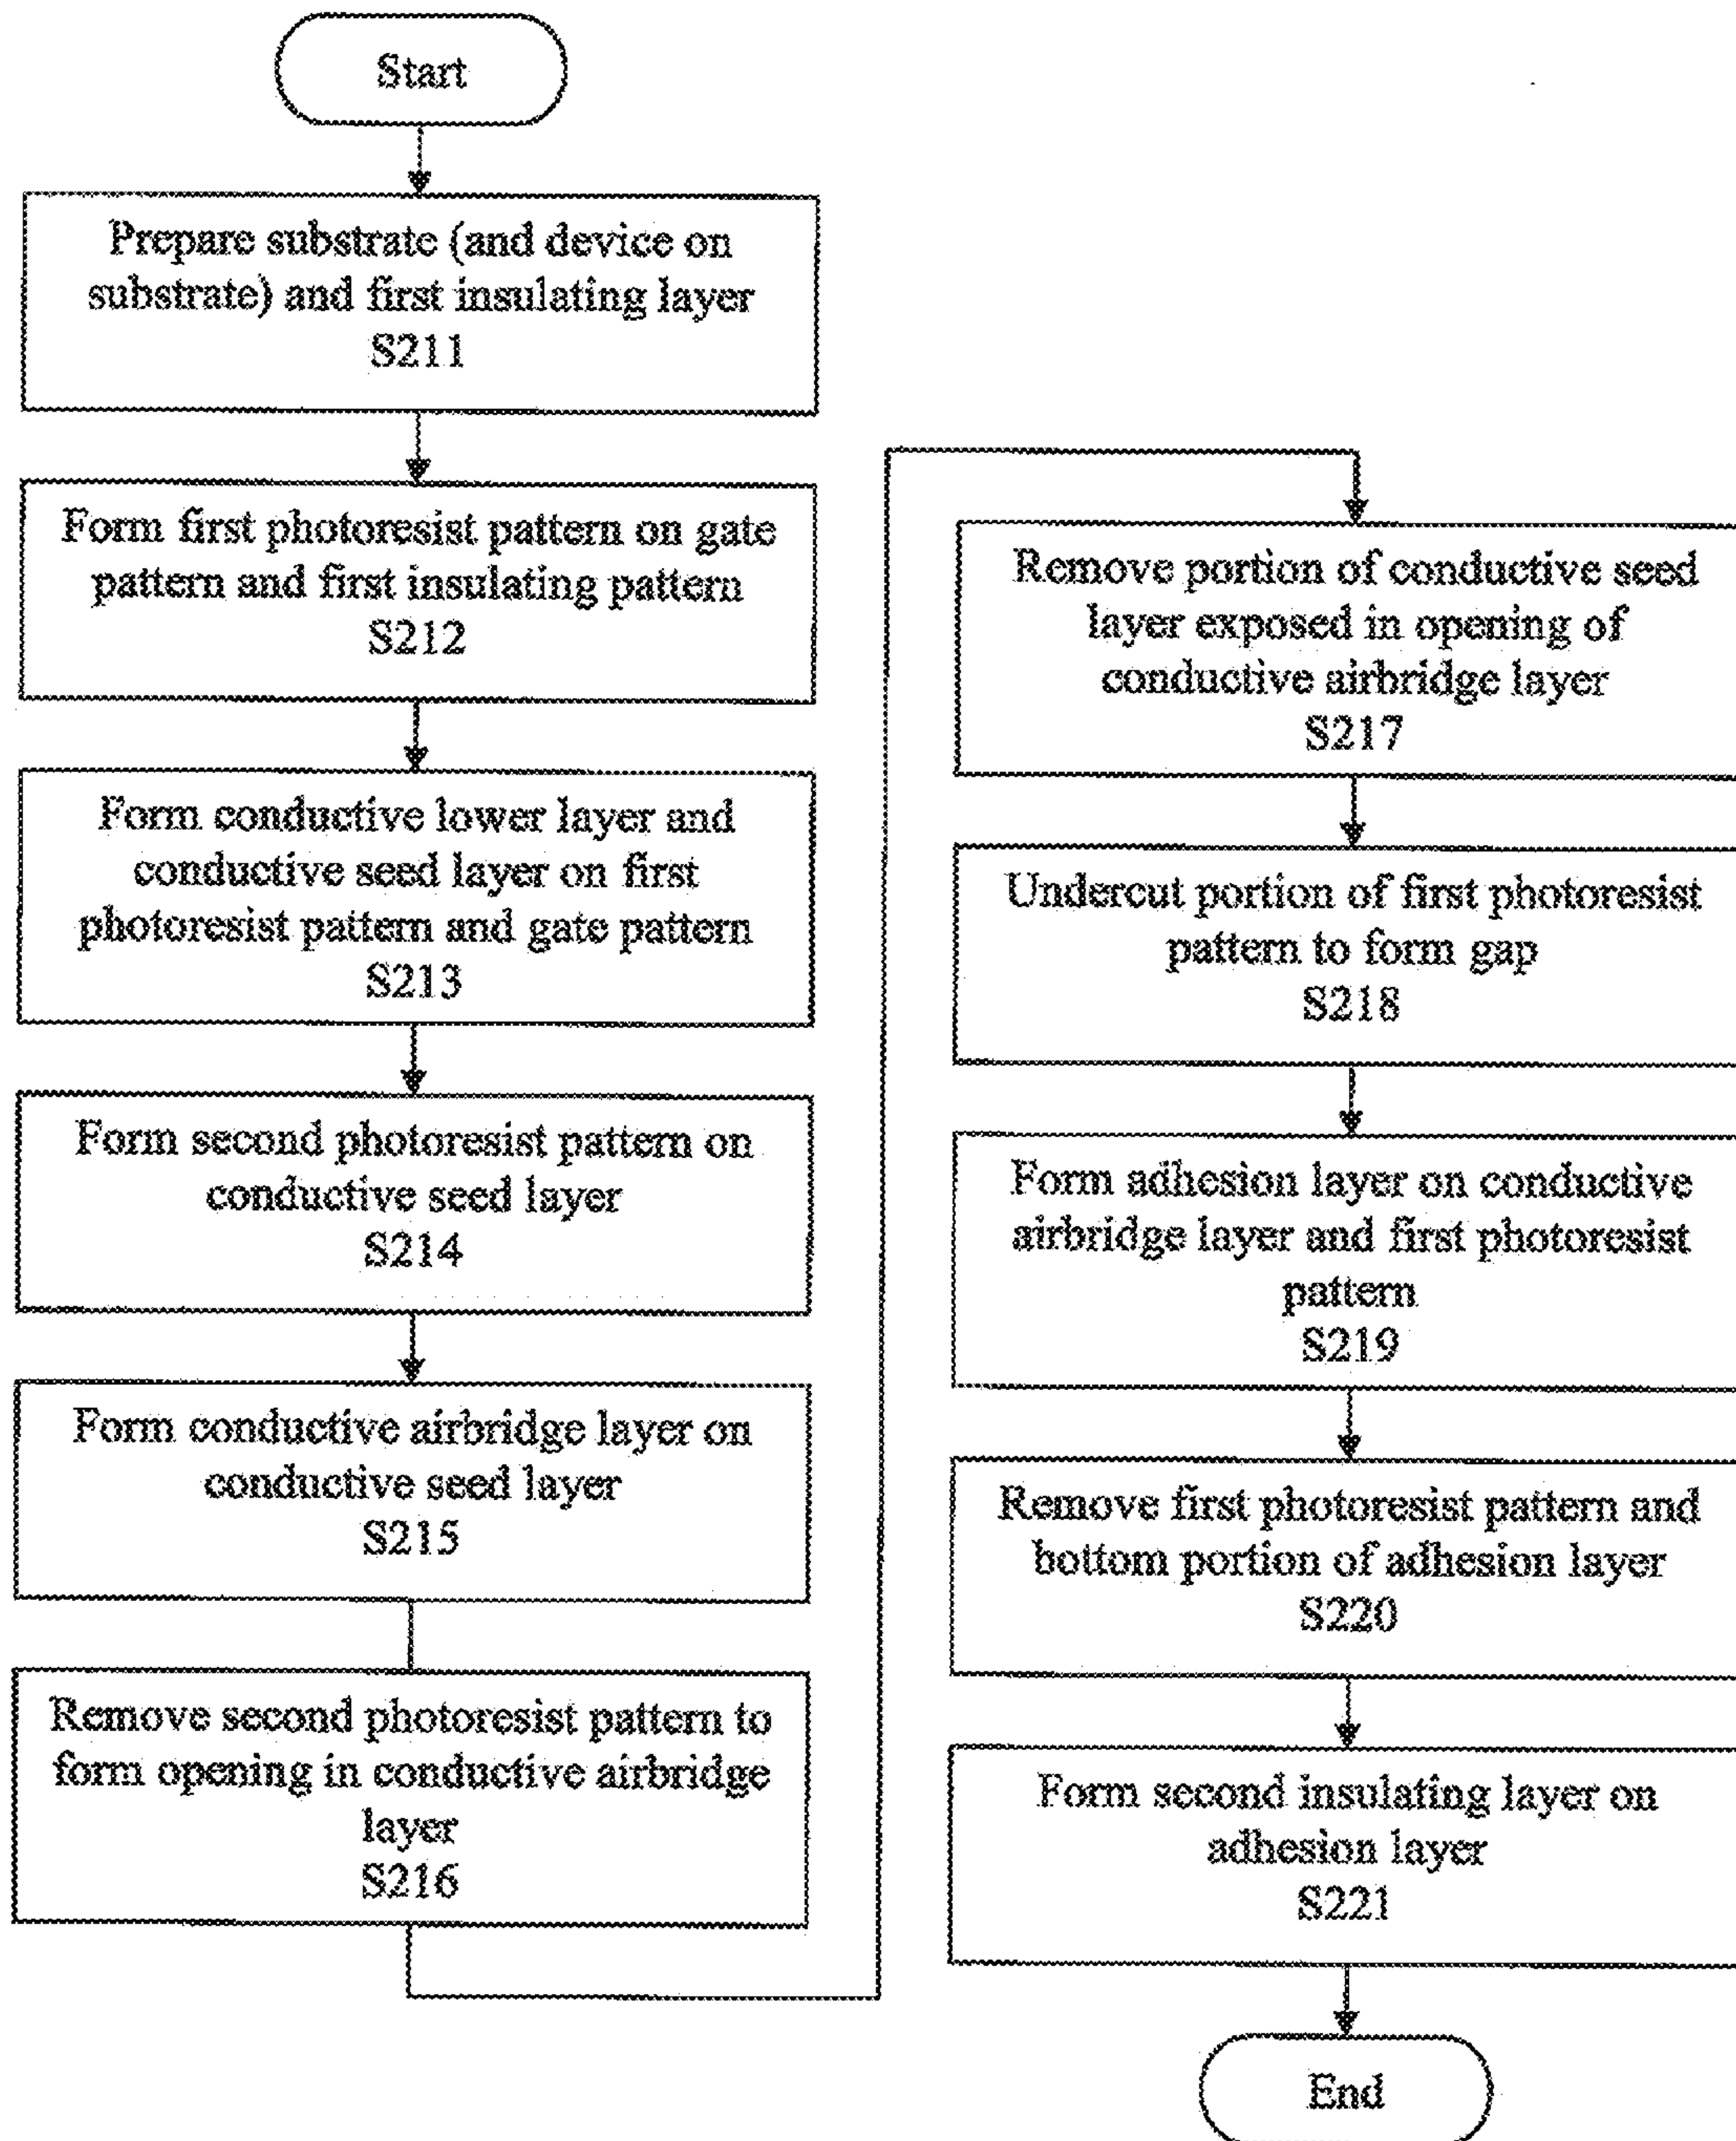 Start
Prepare substrate (and device on
substrate) and first insulating layer
S211
Form first photoresist pattern on gate
pattern and first insulating pattern
S212
Form conductive lower layer and
conductive seed layer on first
photoresist pattern and gate pattern
S213
Form second photoresist pattern on
conductive seed layer
S214
Form conductive airbridge layer on
conductive seed layer
S215
Remove second photoresist pattern to
form opening in conductive airbridge
layer
S216
Remove portion of conductive seed
layer exposed in opening of
conductive airbridge layer
S217
Undercut portion of first photoresist
pattern to form gap
S218
Form adhesion layer on conductive
airbridge layer and first photoresist
pattern
S219
Remove first photoresist pattern and
bottom portion of adhesion layer
S220
Form second insulating layer on
adhesion layer
S221
End